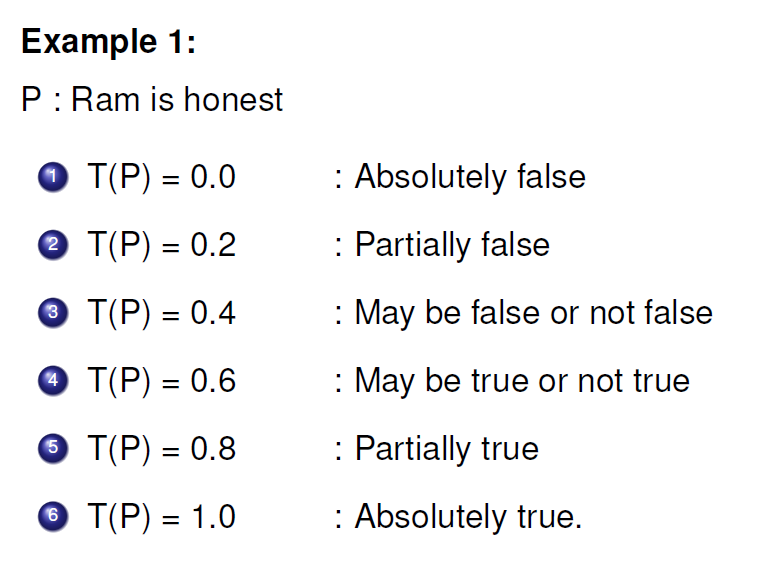 Example 1:
P : Ram is honest
1 T(P) = 0.0 : Absolutely false
2 T(P) = 0.2 : Partially false
3 T(P) = 0.4 : May be false or not false
4 T(P) = 0.6 : May be true or not true
5 T(P) = 0.8 : Partially true
6 T(P) = 1.0 : Absolutely true.